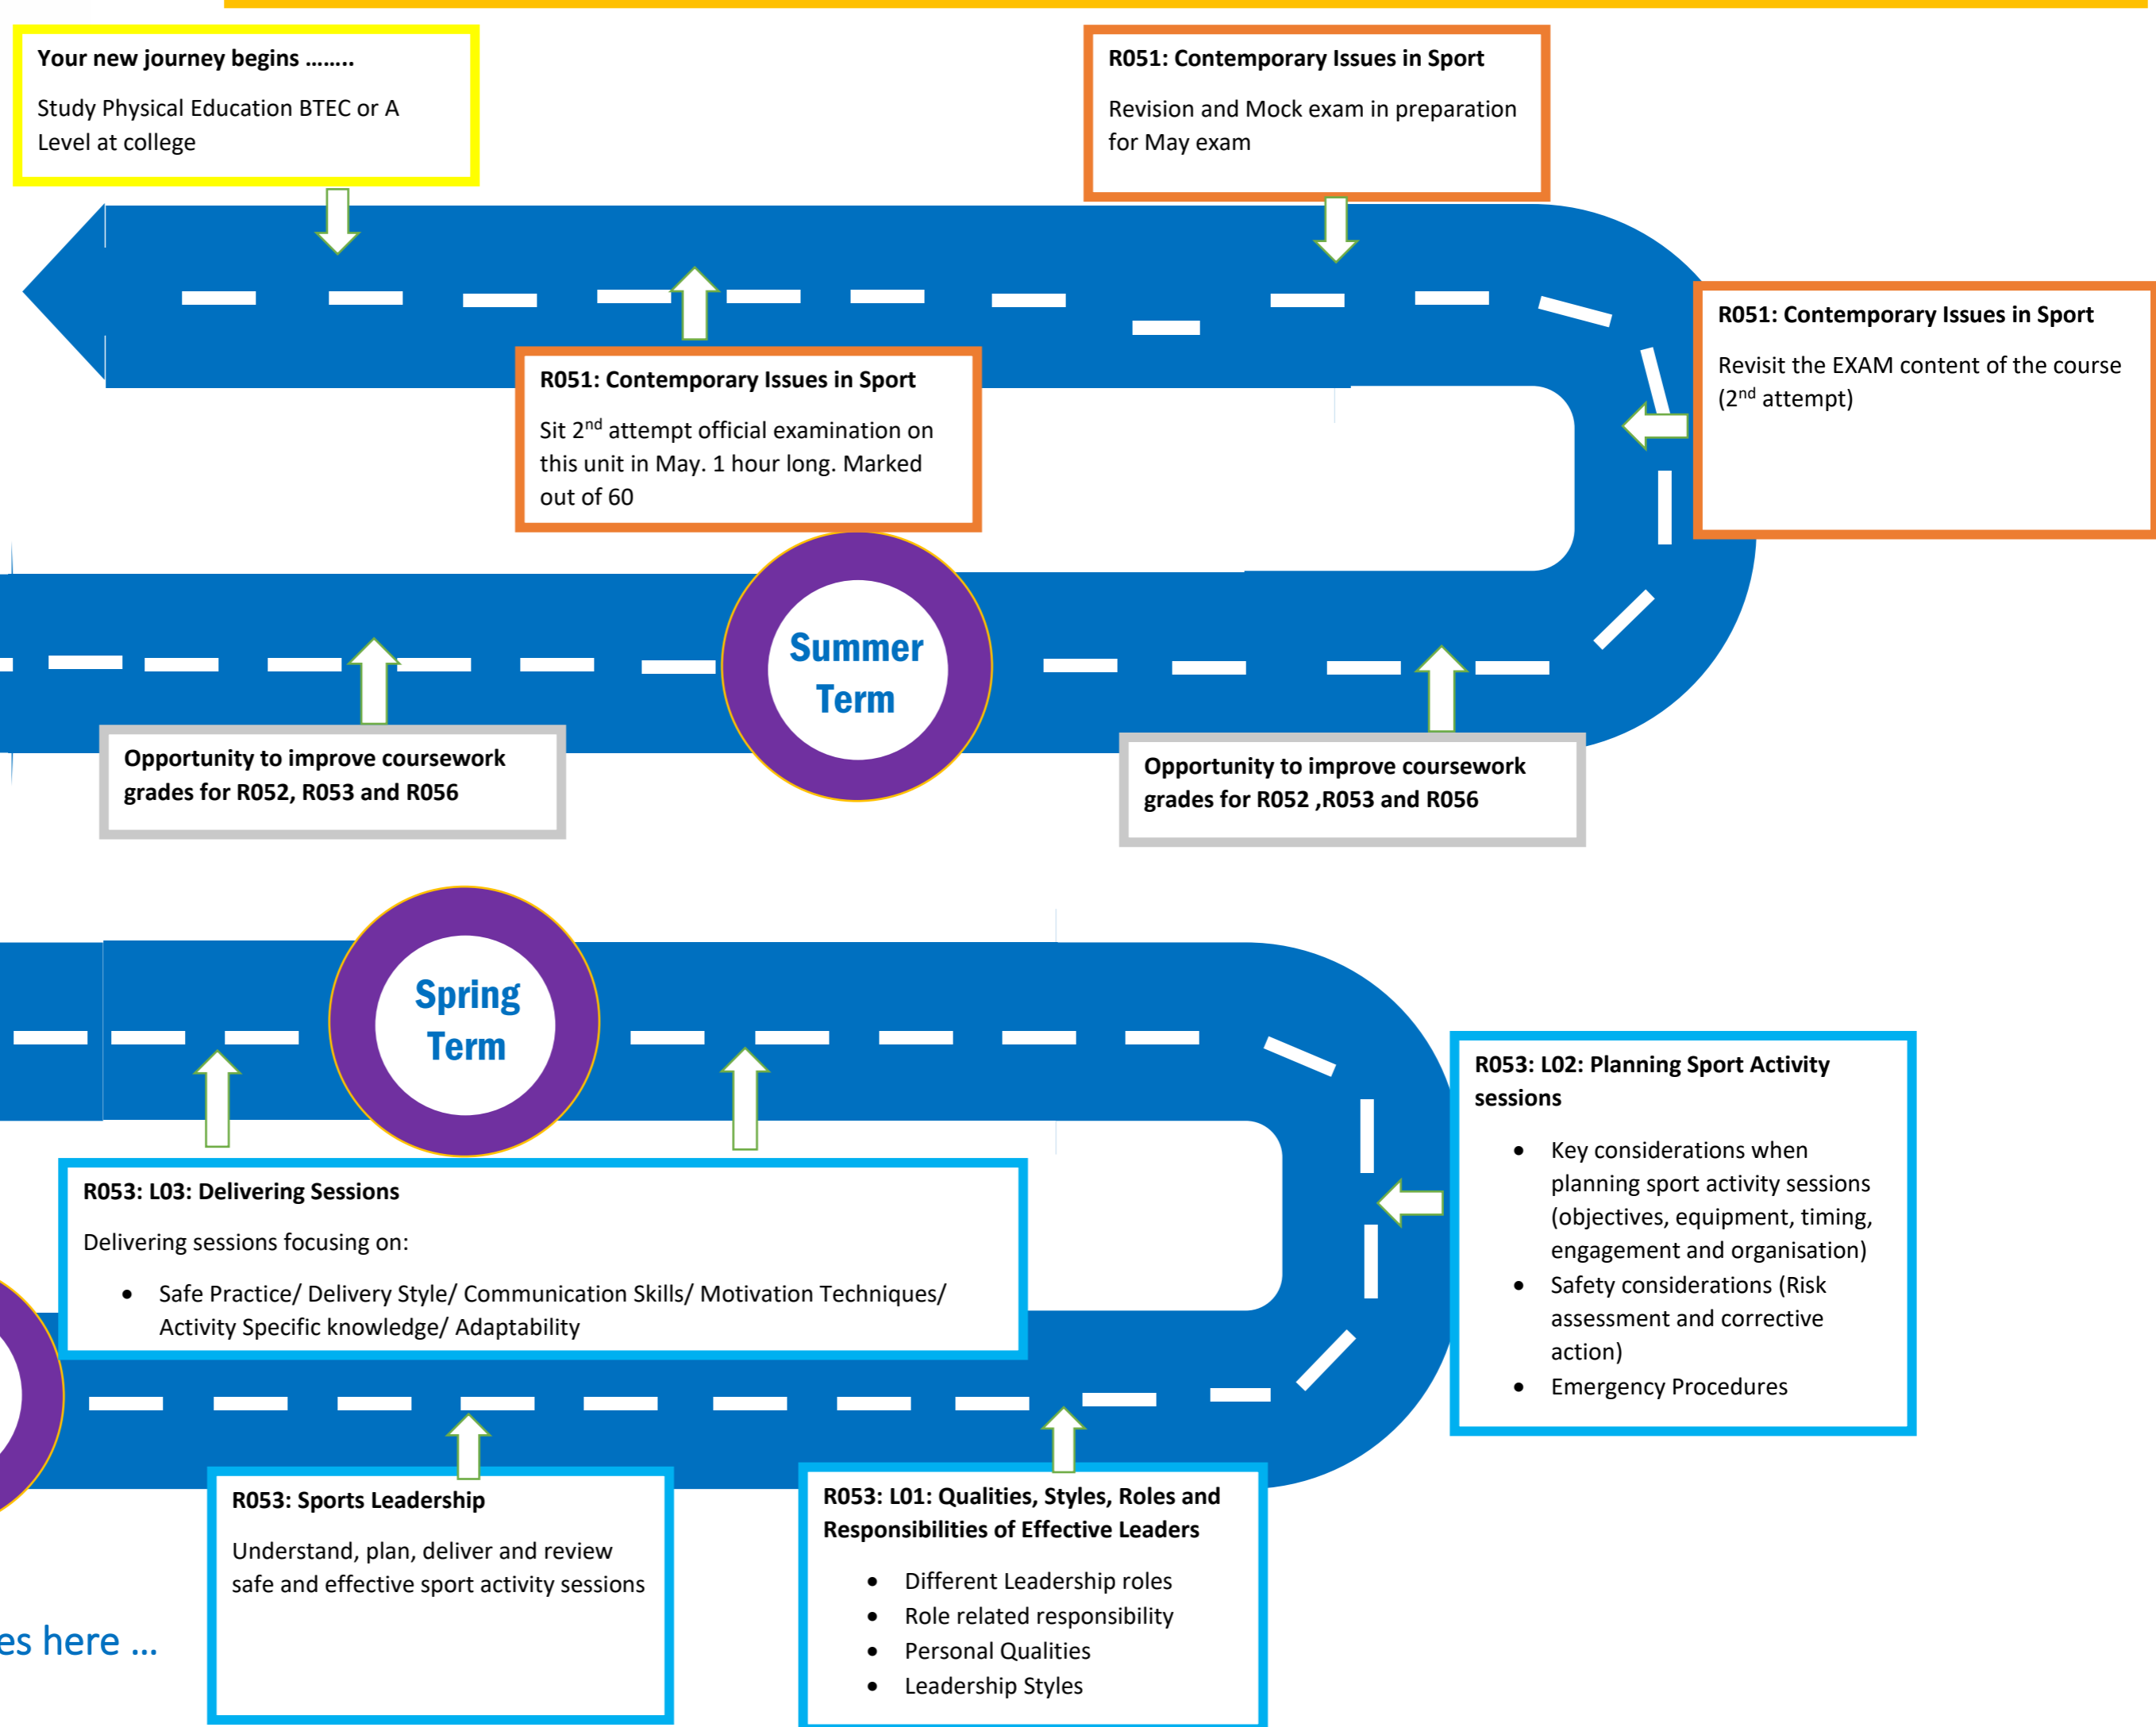 Your new journey begins ……..
Study Physical Education BTEC or A
Level at college
R051: Contemporary Issues in Sport
Revision and Mock exam in preparation
for May exam
R051: Contemporary Issues in Sport
Revisit the EXAM content of the course
(2nd attempt)
R051: Contemporary Issues in Sport
Sit 2nd attempt official examination on
this unit in May. 1 hour long. Marked
out of 60
Summer
Term
Opportunity to improve coursework
grades for R052, R053 and R056
Opportunity to improve coursework
grades for R052 ,R053 and R056
Spring
Term
R053: L02: Planning Sport Activity
sessions
• Key considerations when
planning sport activity sessions
(objectives, equipment, timing,
engagement and organisation)
• Safety considerations (Risk
assessment and corrective
action)
• Emergency Procedures
R053: L03: Delivering Sessions
Delivering sessions focusing on:
• Safe Practice/ Delivery Style/ Communication Skills/ Motivation Techniques/
Activity Specific knowledge/ Adaptability
R053: Sports Leadership
Understand, plan, deliver and review
safe and effective sport activity sessions
R053: L01: Qualities, Styles, Roles and
Responsibilities of Effective Leaders
• Different Leadership roles
• Role related responsibility
• Personal Qualities
• Leadership Styles
here ...